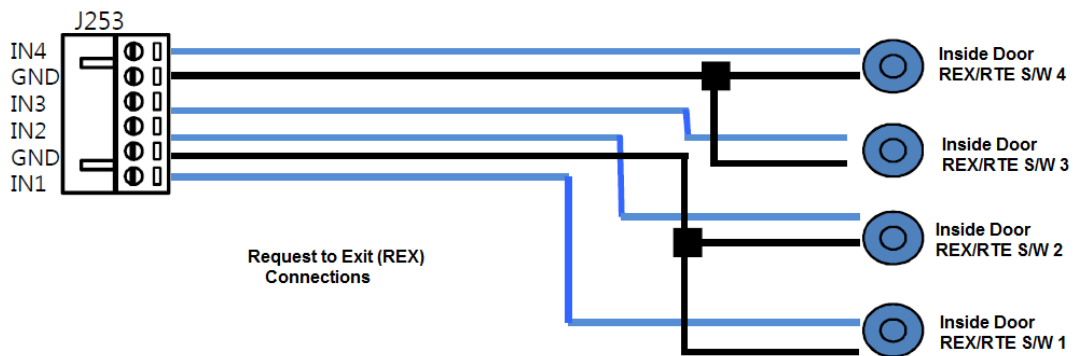 J253
IN4
GND
IN3
IN2
GND
IN1
Inside Door
REX/RTE S/W 4
Inside Door
REX/RTE S/W 3
Inside Door
REX/RTE S/W 2
Inside Door
REX/RTE S/W 1
Request to Exit (REX)
Connections